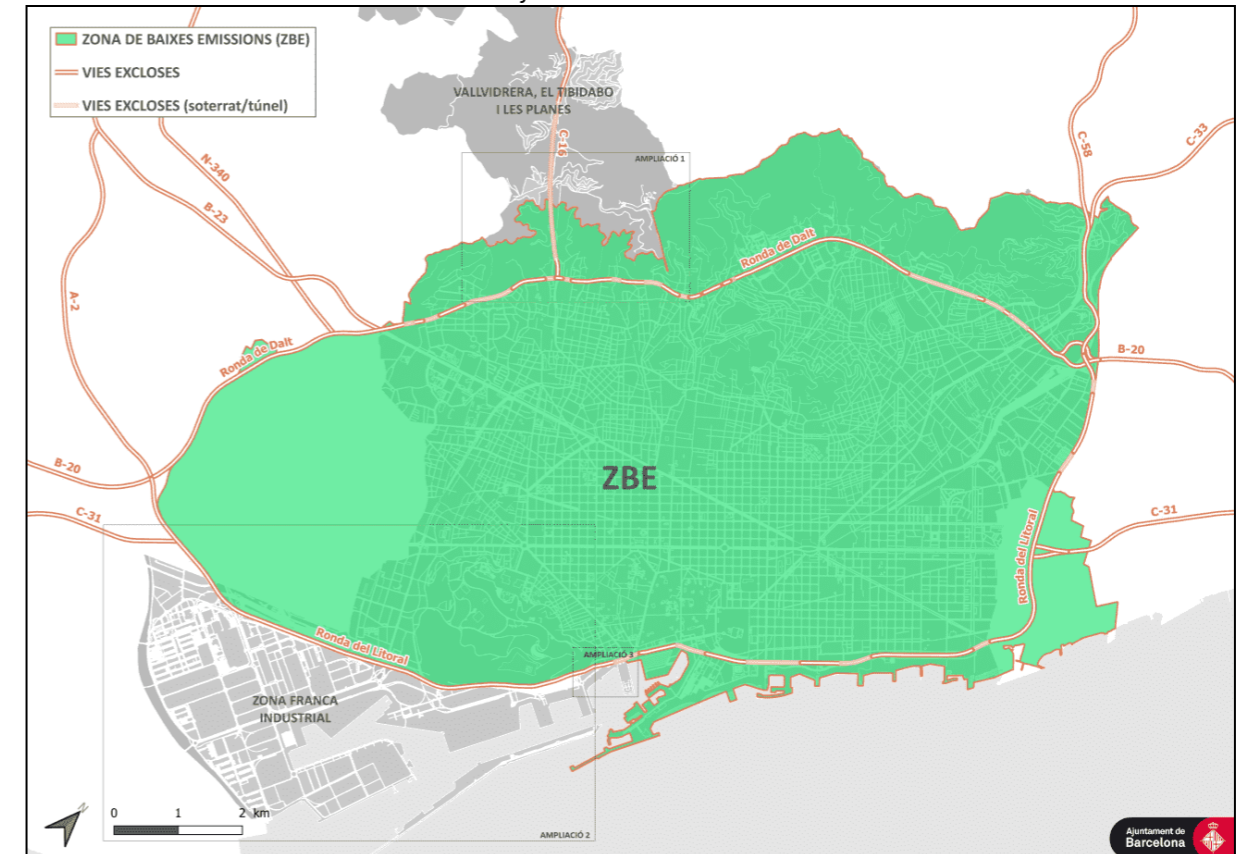 ZONA DE BAIXES EMISSIONS (ZBE)
VIES EXCLOSES
VIES EXCLOSES (soterrat/túnel)
VALLVIDRERA, EL TIBIDABO
I LES PLANES
C-16
AMPLIACIÓ 1
C-58
C-33
N-340
B-23
A-2
Ronda de Dalt
Ronda de Dalt
B-20
B-20
ZBE
C-31
C-31
Ronda del Litoral
Ronda del Litoral
AMPLIACIÓ 3
ZONA FRANCA
INDUSTRIAL
0 1 2 km
AMPLIACIÓ 2
N
Ajuntament de
Barcelona